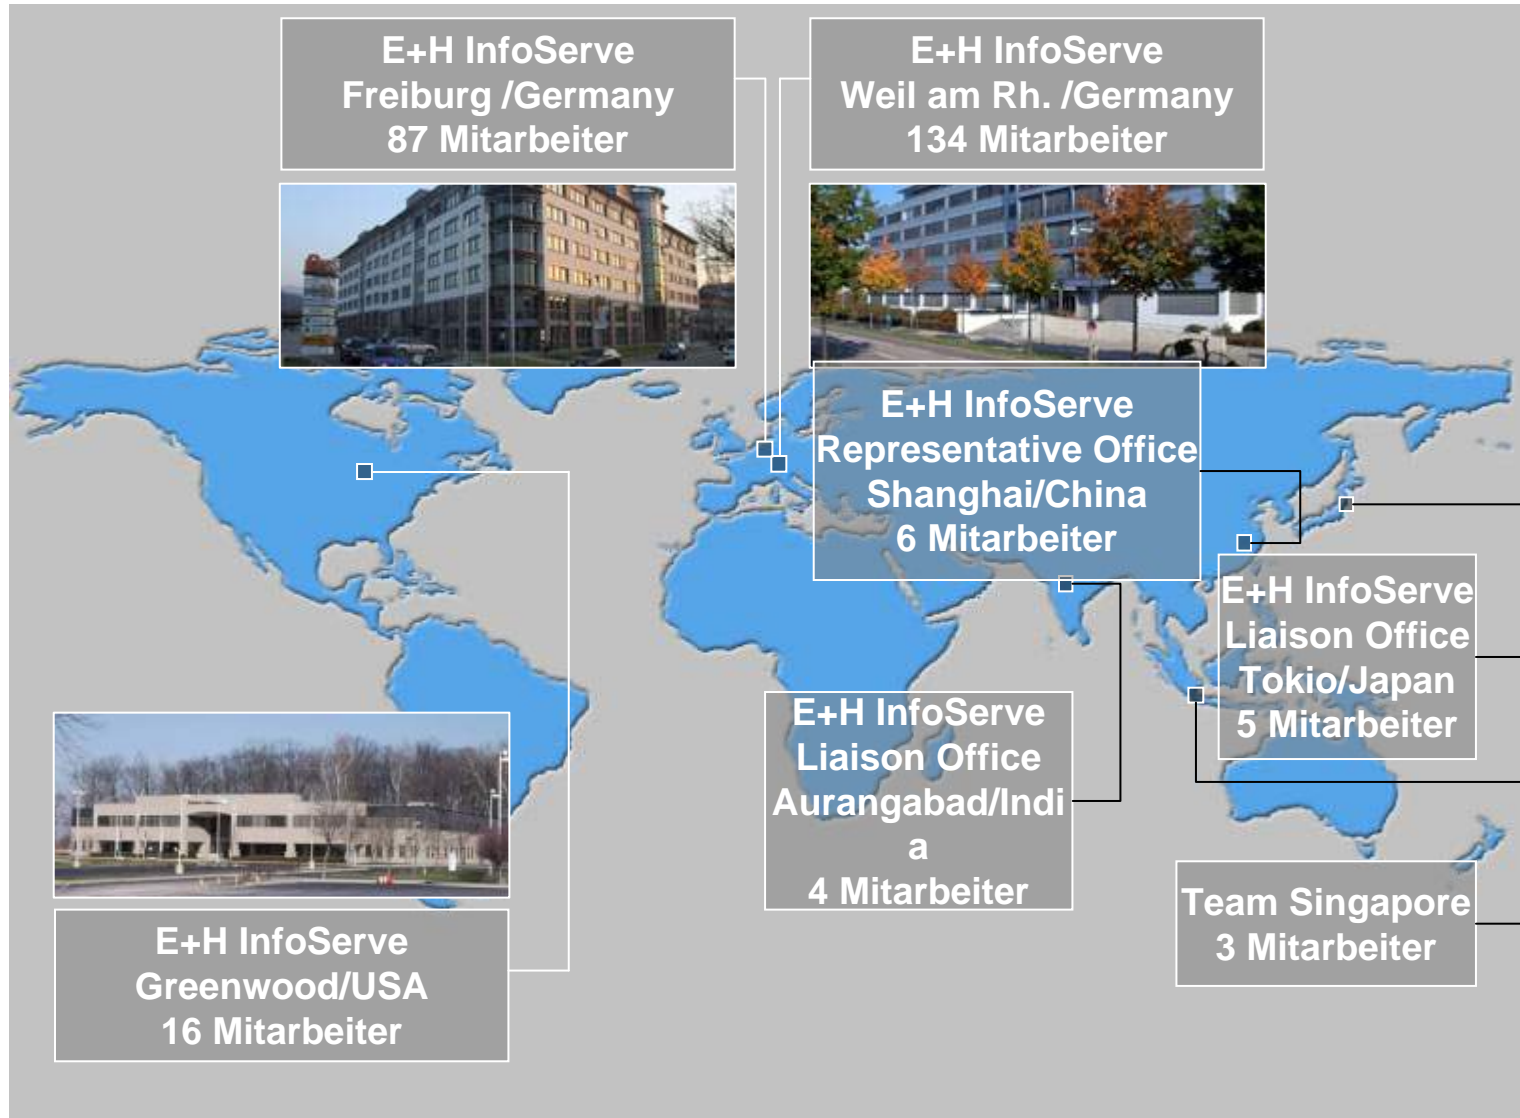 E+H InfoServe
Freiburg /Germany
87 Mitarbeiter
E+H InfoServe
Weil am Rh. /Germany
134 Mitarbeiter
E+H InfoServe
Representative Office
Shanghai/China
6 Mitarbeiter
E+H InfoServe
Liaison Office
Tokio/Japan
5 Mitarbeiter
E+H InfoServe
Liaison Office
Aurangabad/Indi
a
4 Mitarbeiter
Team Singapore
3 Mitarbeiter
E+H InfoServe
Greenwood/USA
16 Mitarbeiter